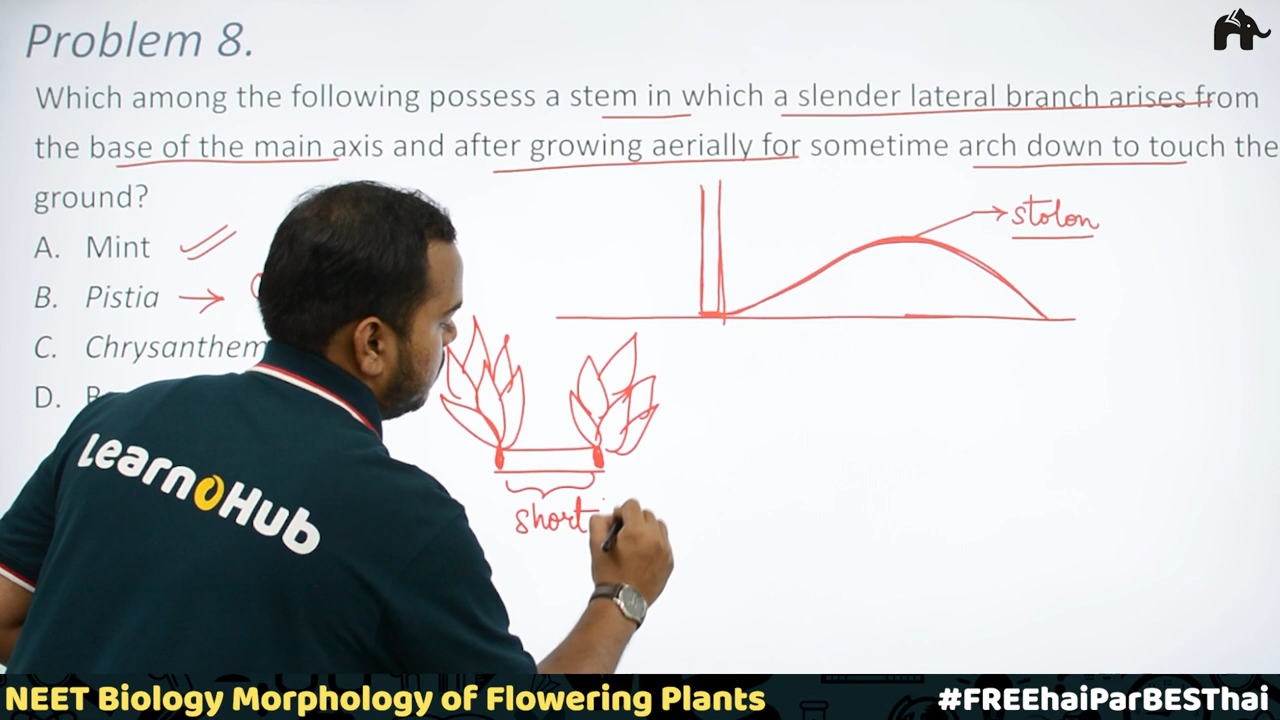 Problem 8.
Which among the following possess a stem in which a slender lateral branch arises from
the base of the main axis and after growing aerially for sometime arch down to touch the
ground?
stolon
A. Mint
B. Pistia
C. Chrysanthem
D.
short
LearnoHub
NEET Biology Morphology of Flowering Plants
#FREEhaiParBESThai